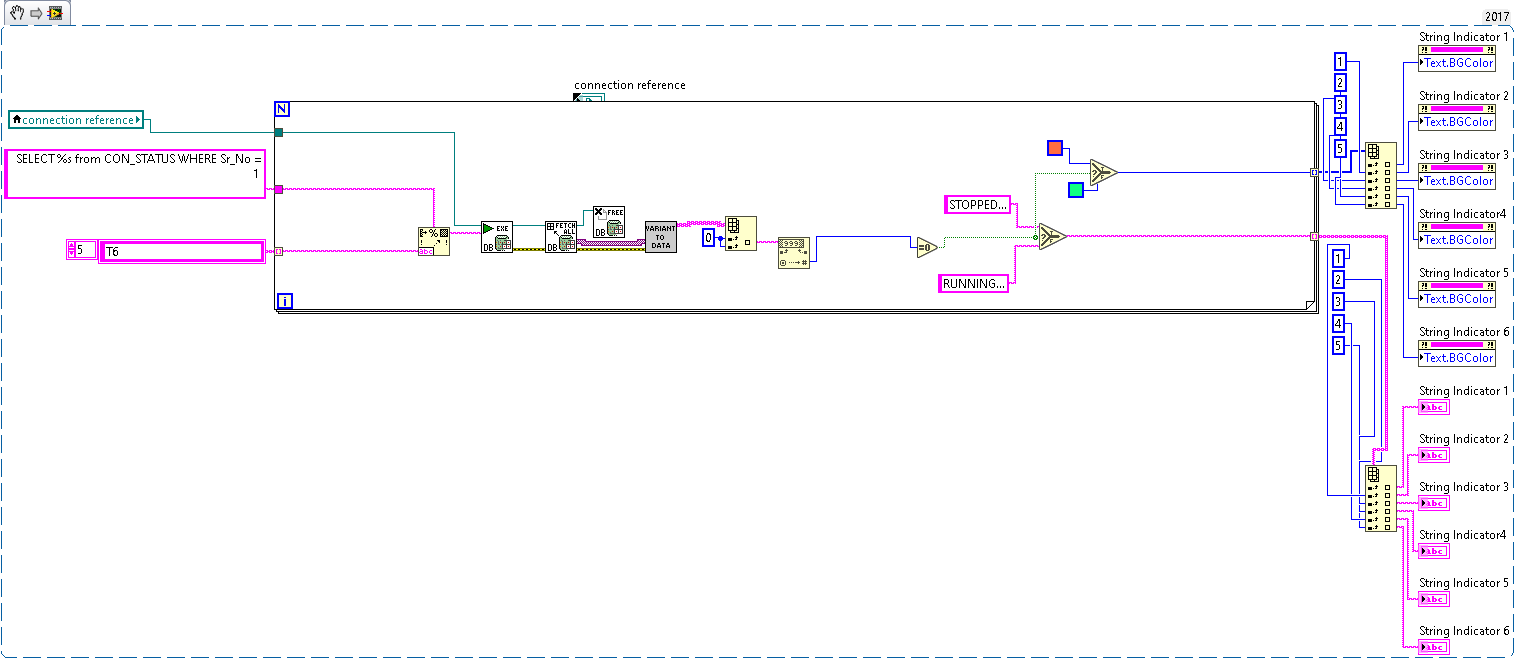 2017
String Indicator 1
Text.BGColor
String Indicator 2
Text.BGColor
String Indicator 3
Text.BGColor
String Indicator4
Text.BGColor
String Indicator 5
Text.BGColor
String Indicator 6
Text.BGColor
1
2
3
4
5
connection reference
connection reference
N
SELECT %s from CON_STATUS WHERE Sr_No =
1
5
T6
%
abc
EXE
DB
FETCH
ALL
DB
FREE
DB
VARIANT
TO
DATA
0
=0
STOPPED...
RUNNING...
?
T
F
?
T
F
i
1
2
3
4
5
String Indicator 1
abc
String Indicator 2
abc
String Indicator 3
abc
String Indicator4
abc
String Indicator 5
abc
String Indicator 6
abc